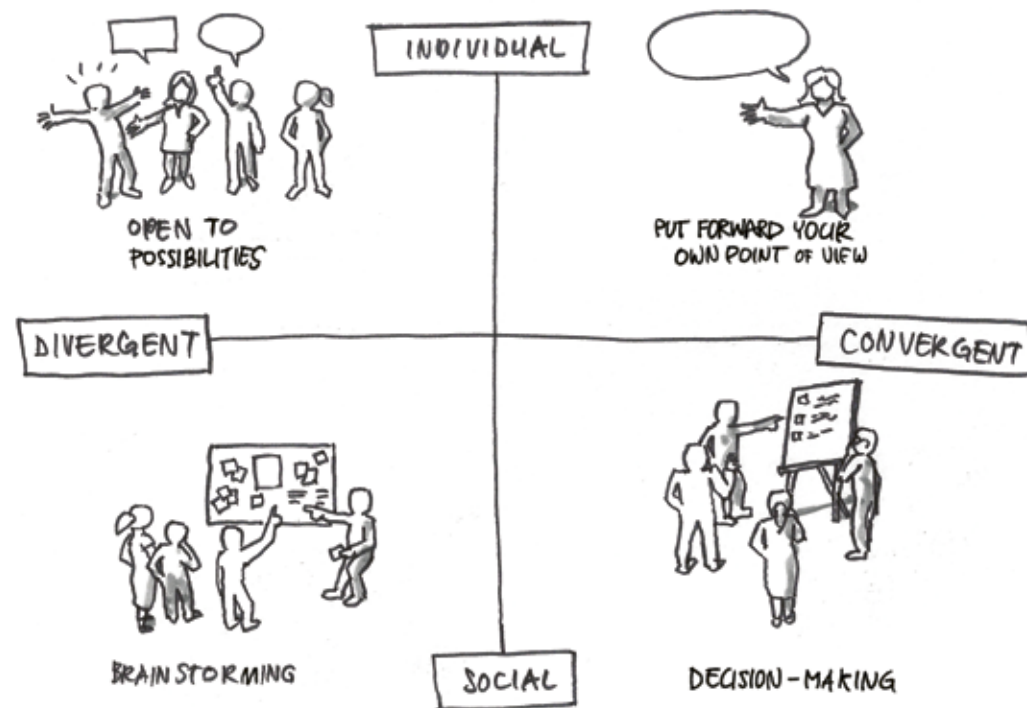 INDIVIDUAL
OPEN TO
POSSIBILITIES
PUT FORWARD YOUR
OWN POINT OF VIEW
DIVERGENT
CONVERGENT
BRAINSTORMING
SOCIAL
DECISION-MAKING